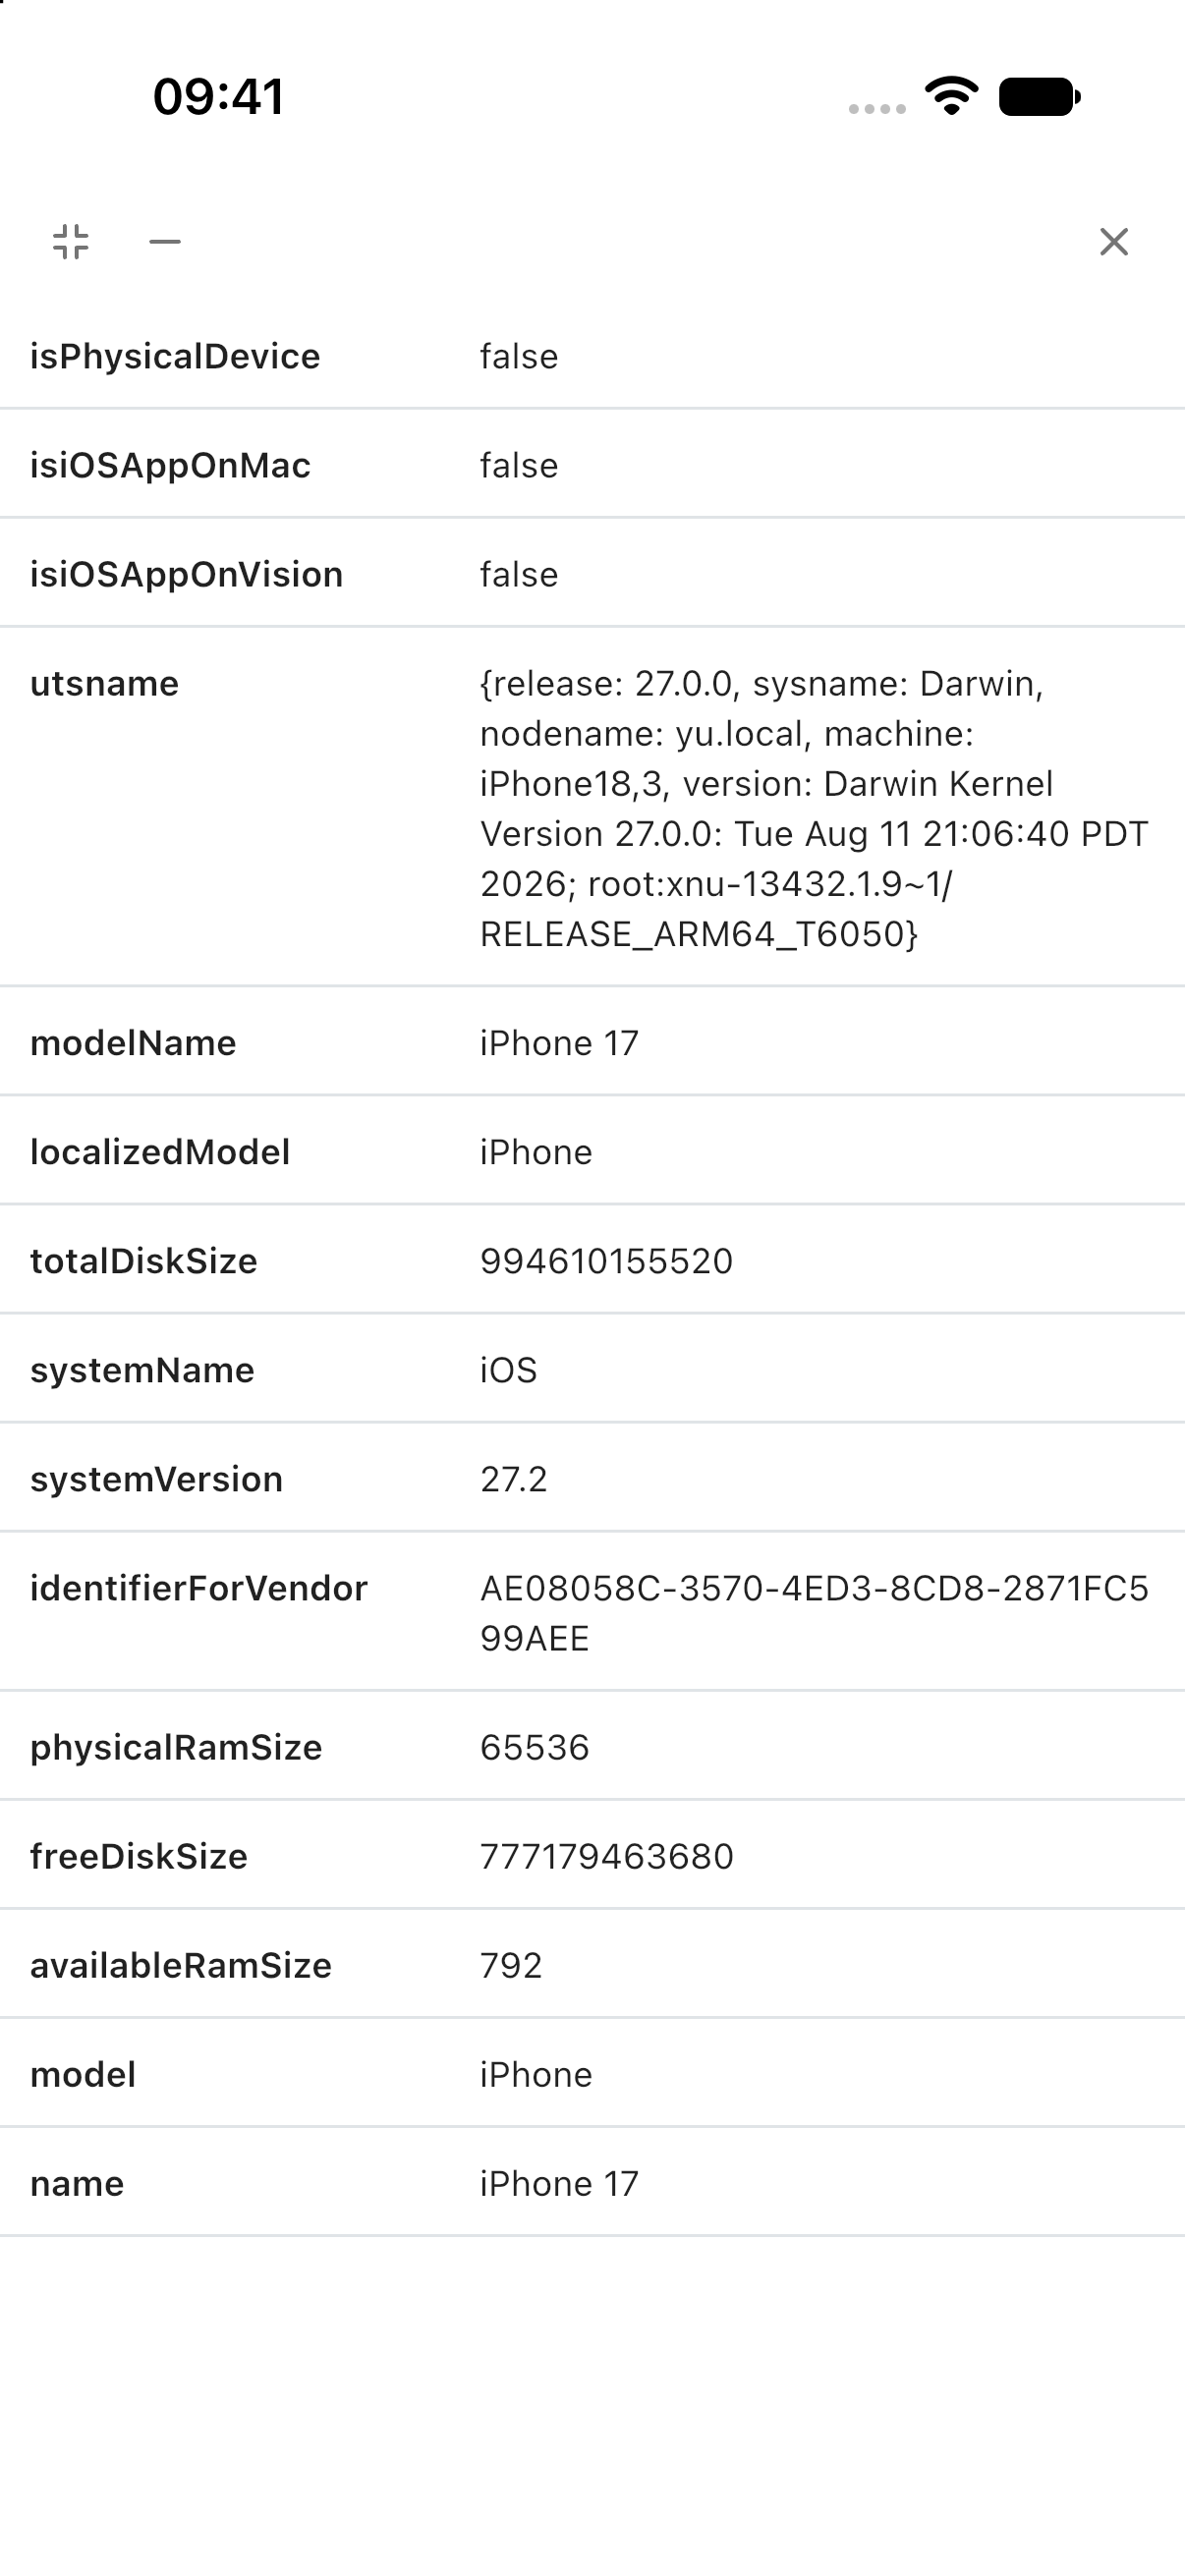 09:41
isPhysicalDevice false
isiOSAppOnMac false
isiOSAppOnVision false
utsname {release: 27.0.0, sysname: Darwin,
nodename: yu.local, machine:
iPhone18,3, version: Darwin Kernel
Version 27.0.0: Tue Aug 11 21:06:40 PDT
2026; root:xnu-13432.1.9~1/
RELEASE_ARM64_T6050}
modelName iPhone 17
localizedModel iPhone
totalDiskSize 994610155520
systemName iOS
systemVersion 27.2
identifierForVendor AE08058C-3570-4ED3-8CD8-2871FC5
99AEE
physicalRamSize 65536
freeDiskSize 777179463680
availableRamSize 792
model iPhone
name iPhone 17